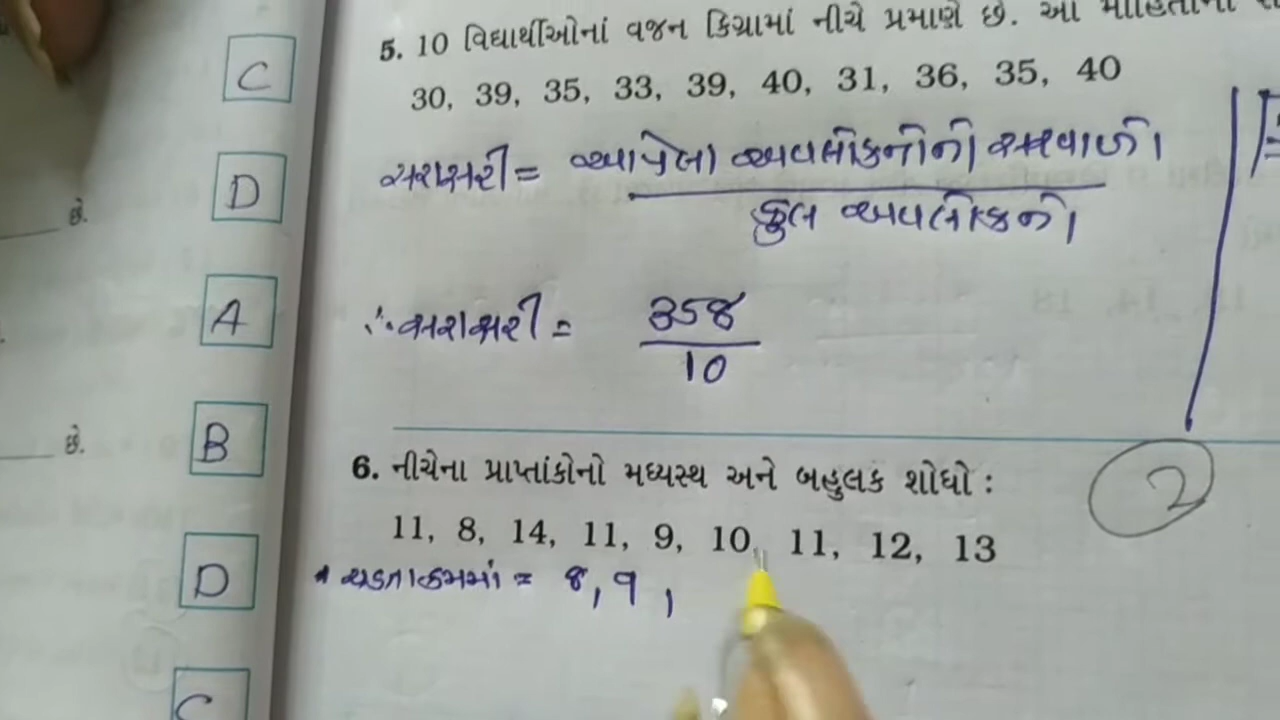 C
D
છે.
A
B
છે.
D
C
5. 10 વિદ્યાર્થીઓનાં વજન કિગ્રામાં નીચે પ્રમાણે છે. આ
30, 39, 35, 33, 39, 40, 31, 36, 35, 40
સરાસરી = આપેલા અવલોકનોનો સરવાળો
કુલ અવલોકનો
∴ સરાસરી = 358
10
6. નીચેના પ્રાપ્તાંકોનો મધ્યસ્થ અને બહુલક શોધો :
11, 8, 14, 11, 9, 10, 11, 12, 13
ચડતાક્રમમાં = 8, 9,
2